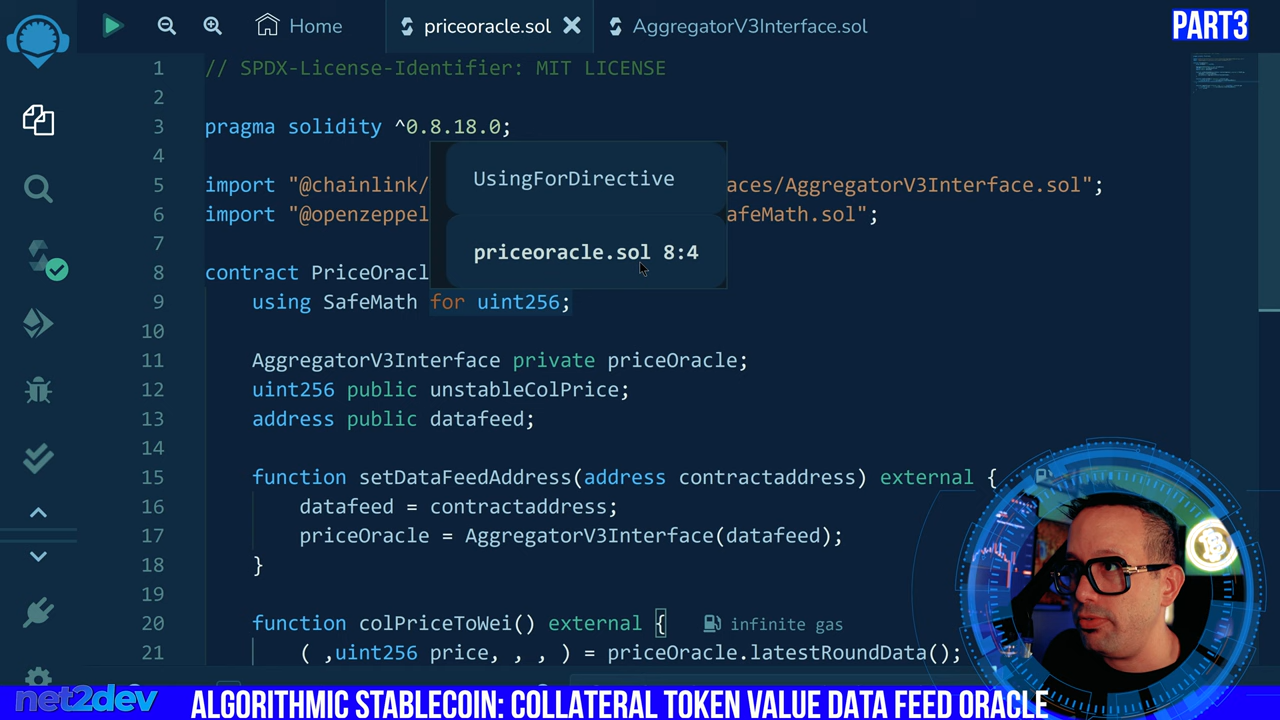 Home
priceoracle.sol
AggregatorV3Interface.sol
PART3
1 // SPDX-License-Identifier: MIT LICENSE
2
3 pragma solidity ^0.8.18.0;
4
UsingForDirective
5 import "@chainlink/ aces/AggregatorV3Interface.sol";
6 import "@openzeppel afeMath.sol";
7
priceoracle.sol 8:4
8 contract PriceOracl
9 using SafeMath for uint256;
10
11 AggregatorV3Interface private priceOracle;
12 uint256 public unstableColPrice;
13 address public datafeed;
14
15 function setDataFeedAddress(address contractaddress) external {
16 datafeed = contractaddress;
17 priceOracle = AggregatorV3Interface(datafeed);
18 }
19
20 function colPriceToWei() external { infinite gas
21 ( ,uint256 price, , , ) = priceOracle.latestRoundData();
net2dev
ALGORITHMIC STABLECOIN: COLLATERAL TOKEN VALUE DATA FEED ORACLE